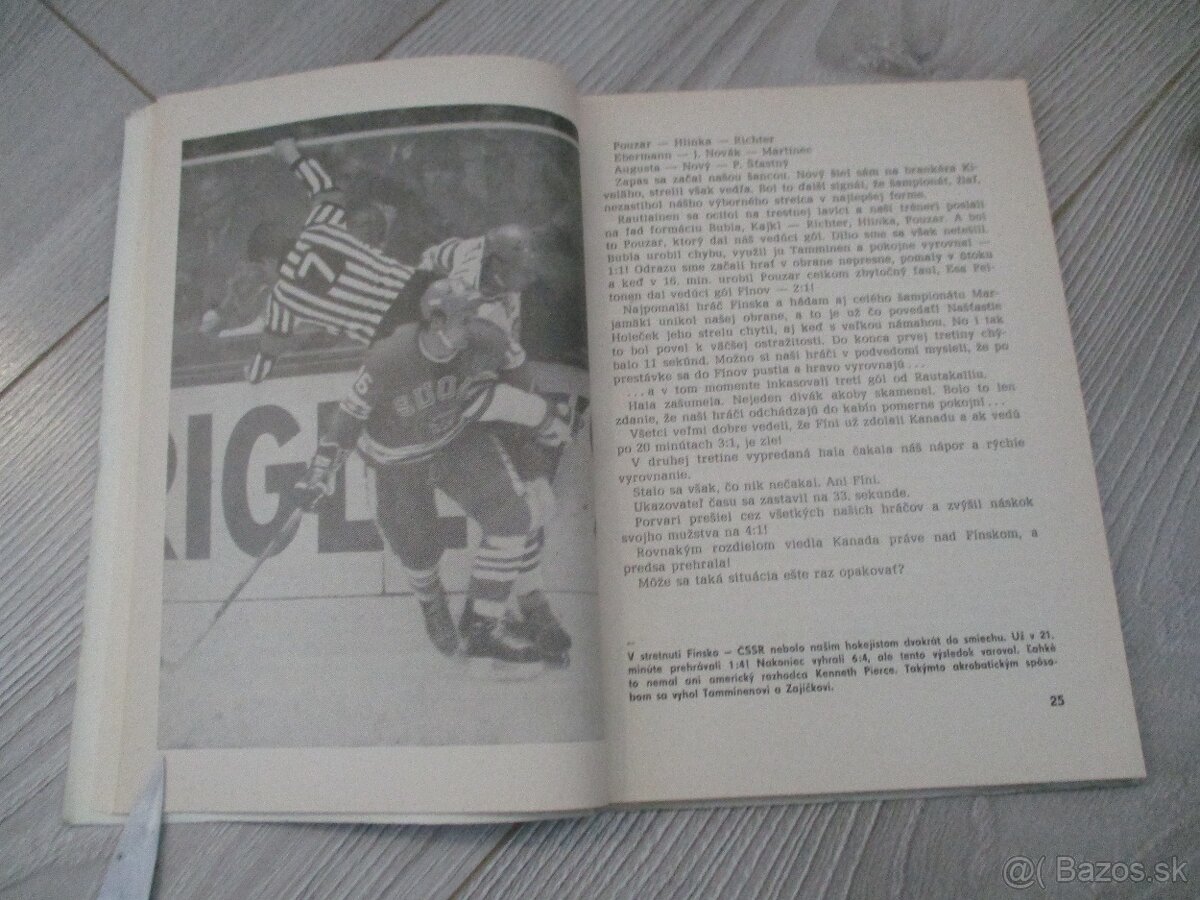 7
RIGLE
6
Pouzar — Hlinka — Richter
Ebermann — J. Novák — Martinec
Augusta — Nový — P. Šťastný
Zápas sa začal našou šancou. Nový šiel sám na brankára Ki-
valäho, strelil však vedľa. Bol to ďalší signál, že šampionát, žiaľ,
nezastihol nášho výborného strelca v najlepšej forme.
Rautiainen sa ocitol na trestnej lavici a naši tréneri poslali
na ľad formáciu Bubla, Kajkl — Richter, Hlinka, Pouzar. A bol
to Pouzar, ktorý dal náš vedúci gól. Dlho sme sa však netešili.
Bubla urobil chybu, využil ju Tamminen a pokojne vyrovnal —
1:1! Odrazu sme začali hrať v obrane nepresne, pomaly v útoku
a keď v 16. min. urobil Pouzar celkom zbytočný faul, Esa Pel-
tonen dal vedúci gól Fínov — 2:1!
Najpomalší hráč Fínska a hádam aj celého šampionátu Mar-
jamäki unikol našej obrane, a to je už čo povedať! Našťastie
Holeček jeho strelu chytil, aj keď s veľkou námahou. No i tak
to bol povel k väčšej ostražitosti. Do konca prvej tretiny chý-
balo 11 sekúnd. Možno si naši hráči v podvedomí mysleli, že po
prestávke sa do Fínov pustia a hravo vyrovnajú...
...a v tom momente inkasovali tretí gól od Rautakalliu.
Hala zašumela. Nejeden divák akoby skamenel. Bolo to len
zdanie, že naši hráči odchádzajú do kabín pomerne pokojní...
Všetci veľmi dobre vedeli, že Fíni už zdolali Kanadu a ak vedú
po 20 minútach 3:1, je zle!
V druhej tretine vypredaná hala čakala náš nápor a rýchle
vyrovnanie.
Stalo sa však, čo nik nečakal. Ani Fíni.
Ukazovateľ času sa zastavil na 33. sekunde.
Porvari prešiel cez všetkých našich hráčov a zvýšil náskok
svojho mužstva na 4:1!
Rovnakým rozdielom viedla Kanada práve nad Fínskom, a
predsa prehrala!
Môže sa taká situácia ešte raz opakovať?
V stretnutí Fínsko — ČSSR nebolo našim hokejistom dvakrát do smiechu. Už v 21.
minúte prehrávali 1:4! Nakoniec vyhrali 6:4, ale tento výsledok varoval. Ľahké
to nemal ani americký rozhodca Kenneth Pierce. Takýmto akrobatickým spôso-
bom sa vyhol Tamminenovi a Zajíčkovi.
25
@( Bazos.sk